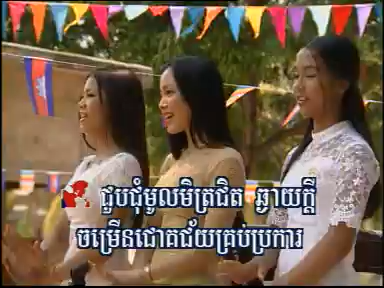 ជួបជុំមូលមិត្រជិត ឆ្ងាយក្តី
ចម្រើនជោគជ័យគ្រប់ប្រការ